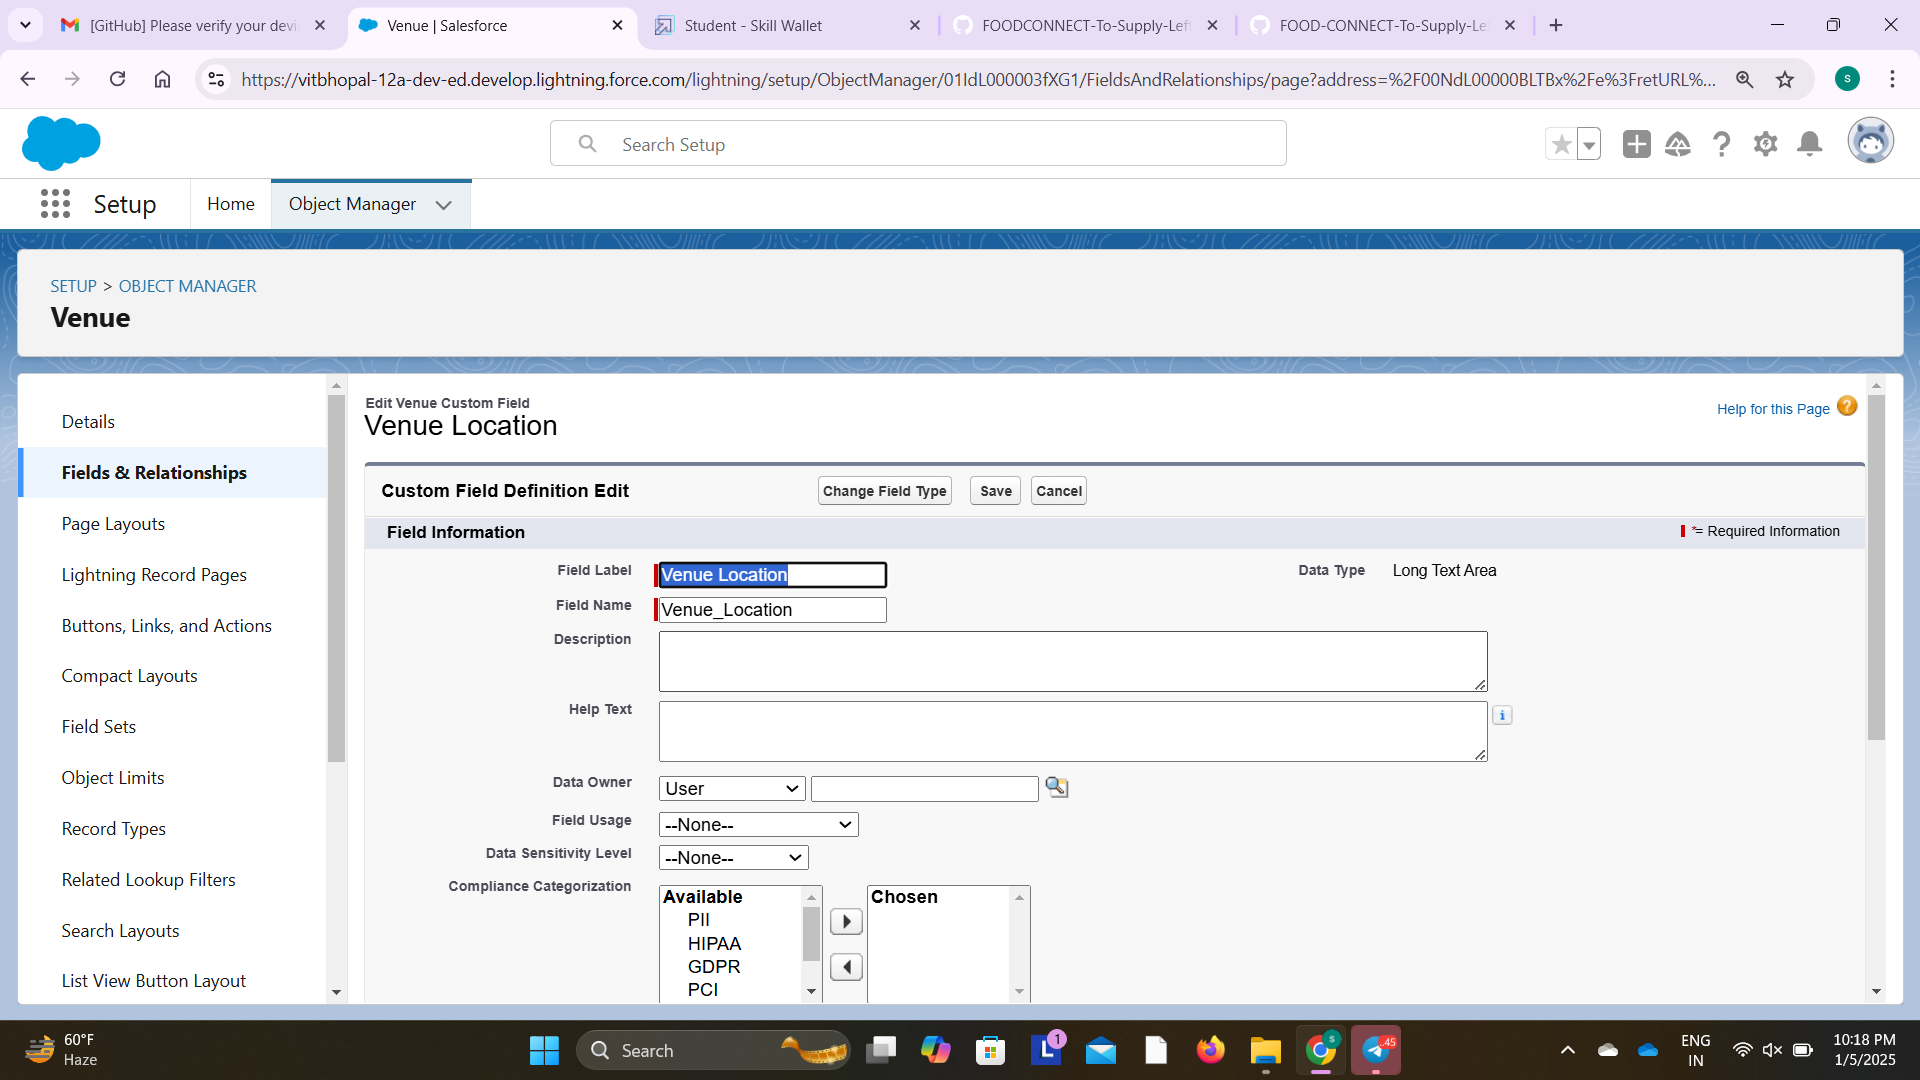 [GitHub] Please verify your devi
Venue | Salesforce
Student - Skill Wallet
FOODCONNECT-To-Supply-Left
FOOD-CONNECT-To-Supply-Le
https://vitbhopal-12a-dev-ed.develop.lightning.force.com/lightning/setup/ObjectManager/01IdL000003fXG1/FieldsAndRelationships/page?address=%2F00NdL00000BLTBx%2Fe%3FretURL%...
S
Search Setup
Setup
Home
Object Manager
SETUP > OBJECT MANAGER
Venue
Details
Fields & Relationships
Page Layouts
Lightning Record Pages
Buttons, Links, and Actions
Compact Layouts
Field Sets
Object Limits
Record Types
Related Lookup Filters
Search Layouts
List View Button Layout
Edit Venue Custom Field
Venue Location
Help for this Page
Custom Field Definition Edit
Change Field Type
Save
Cancel
Field Information
*= Required Information
Field Label
Venue Location
Data Type
Long Text Area
Field Name
Venue_Location
Description
Help Text
Data Owner
User
Field Usage
--None--
Data Sensitivity Level
--None--
Compliance Categorization
Available
PII
HIPAA
GDPR
PCI
Chosen
60°F
Haze
Search
L
1
S
.45
ENG
IN
10:18 PM
1/5/2025